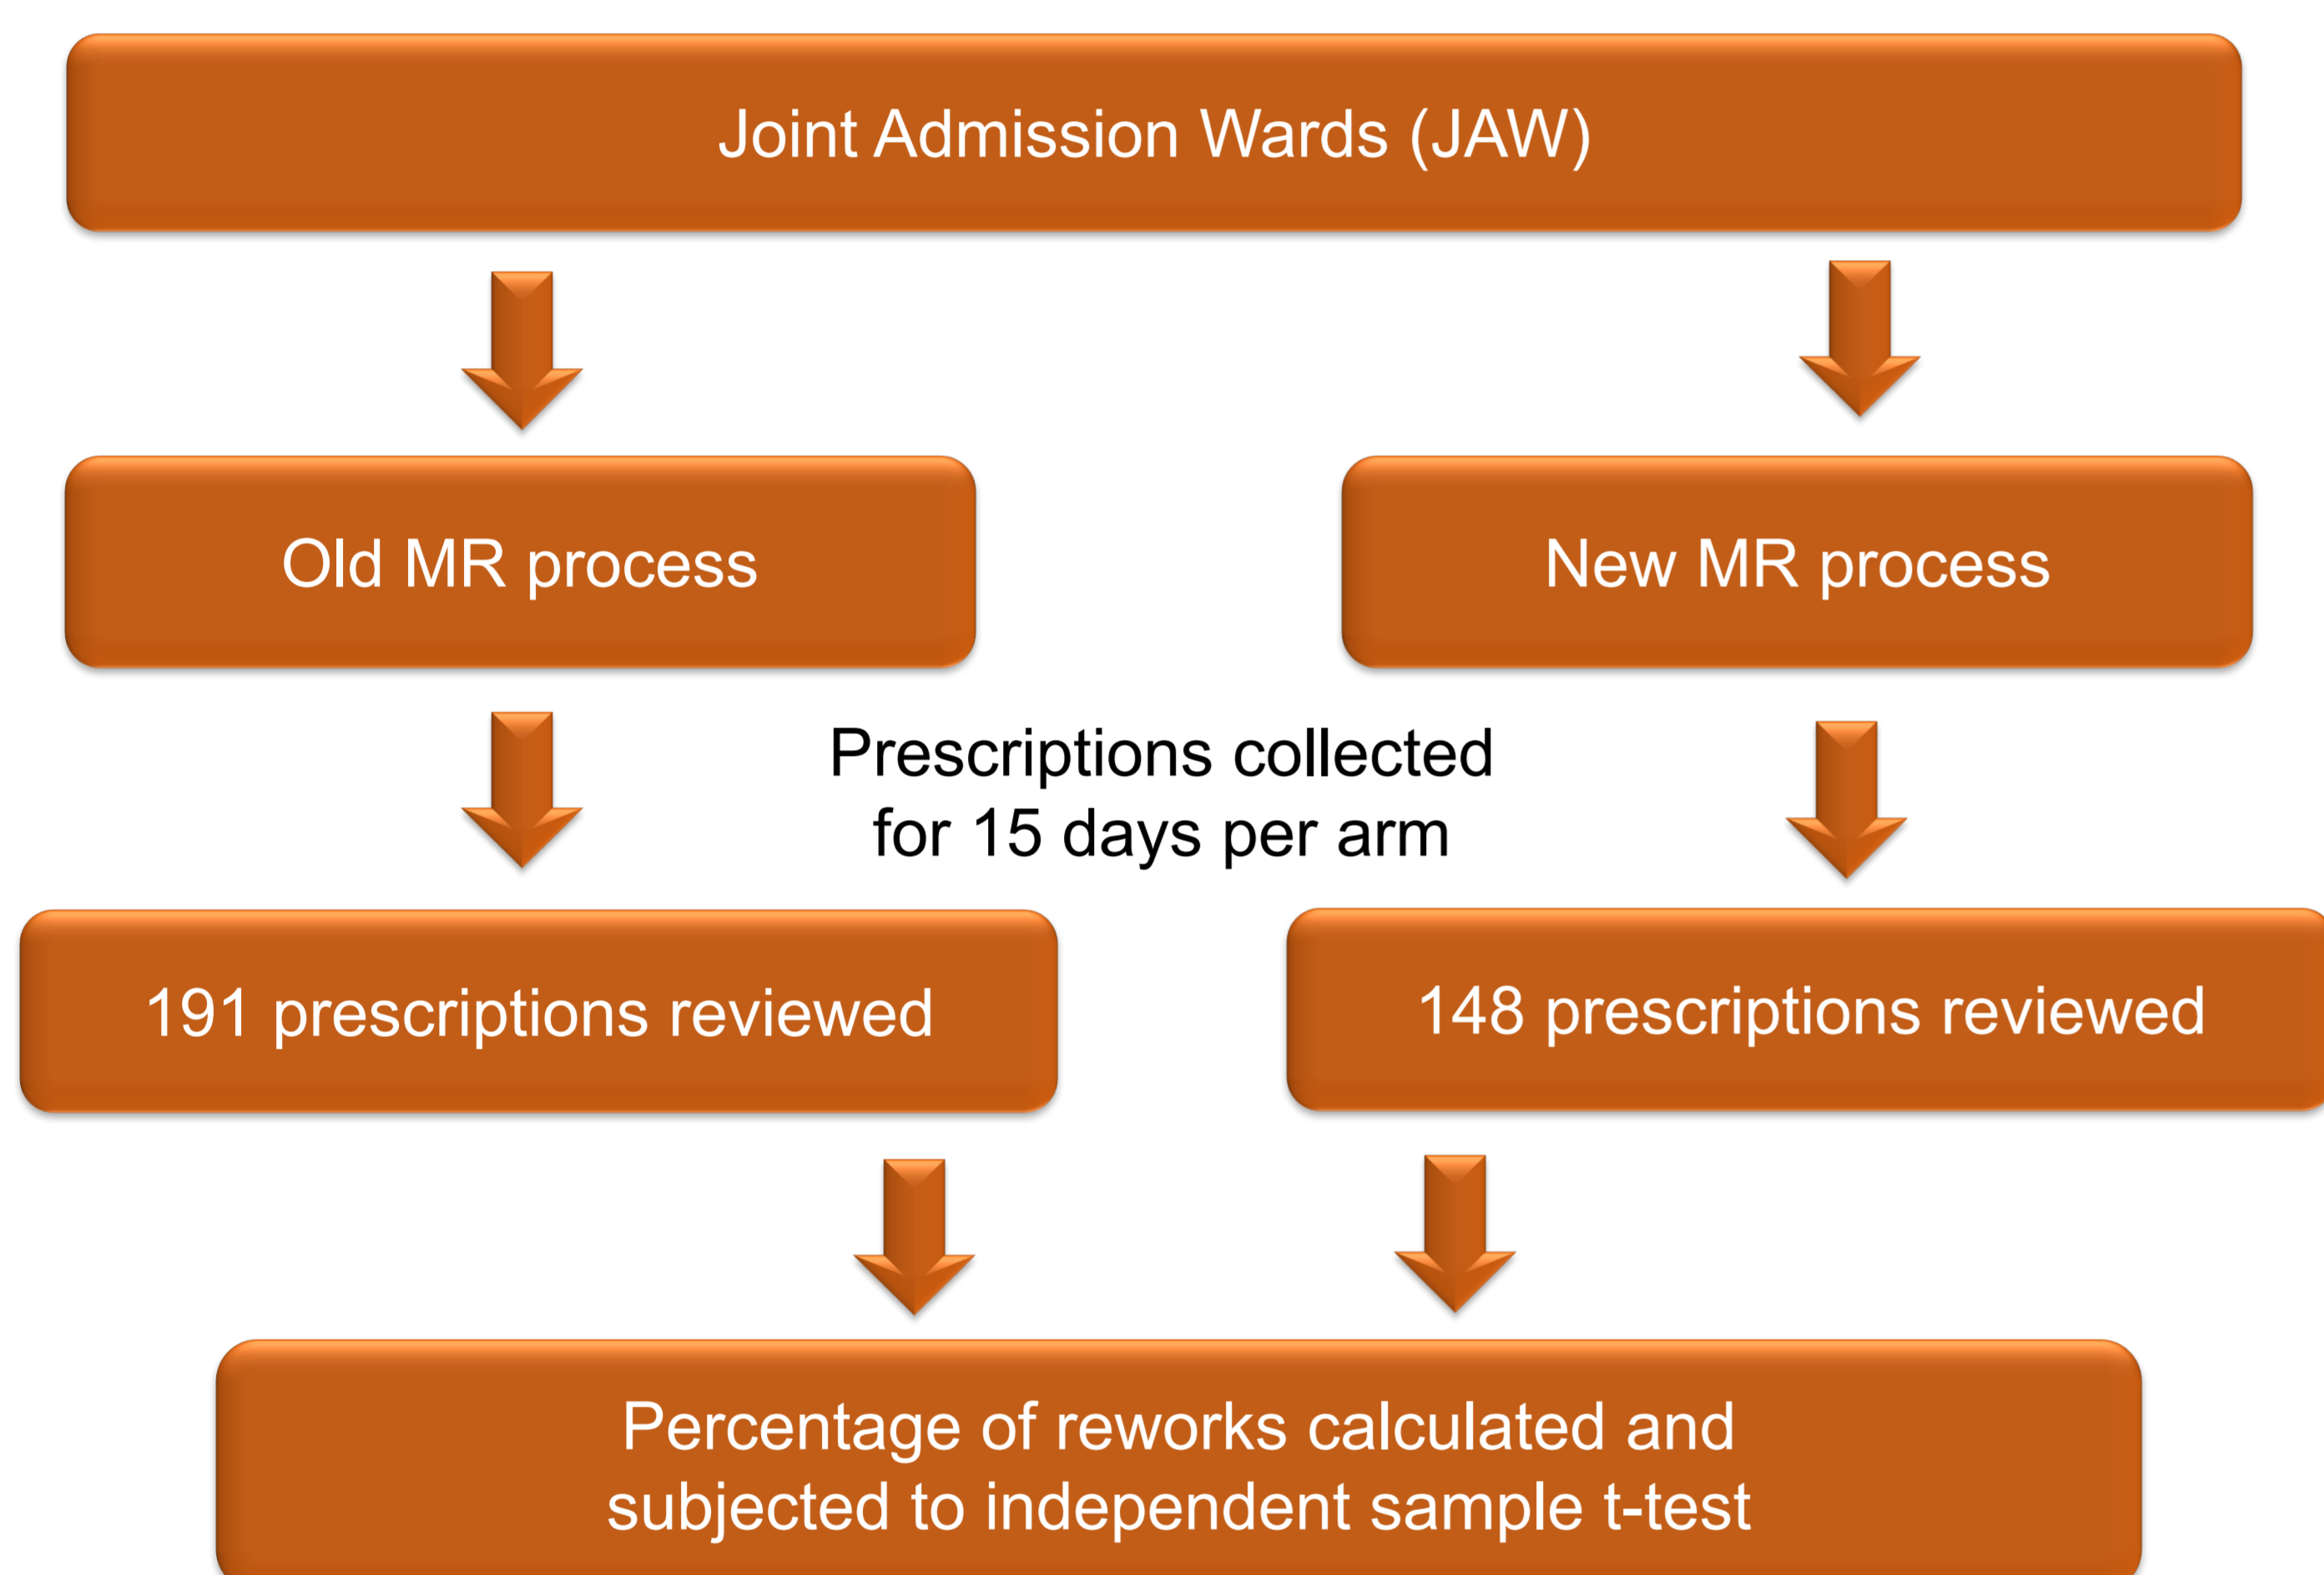 Joint Admission Wards (JAW)
Old MR process
New MR process
Prescriptions collected
for 15 days per arm
191 prescriptions reviewed
148 prescriptions reviewed
Percentage of reworks calculated and
subjected to independent sample t-test